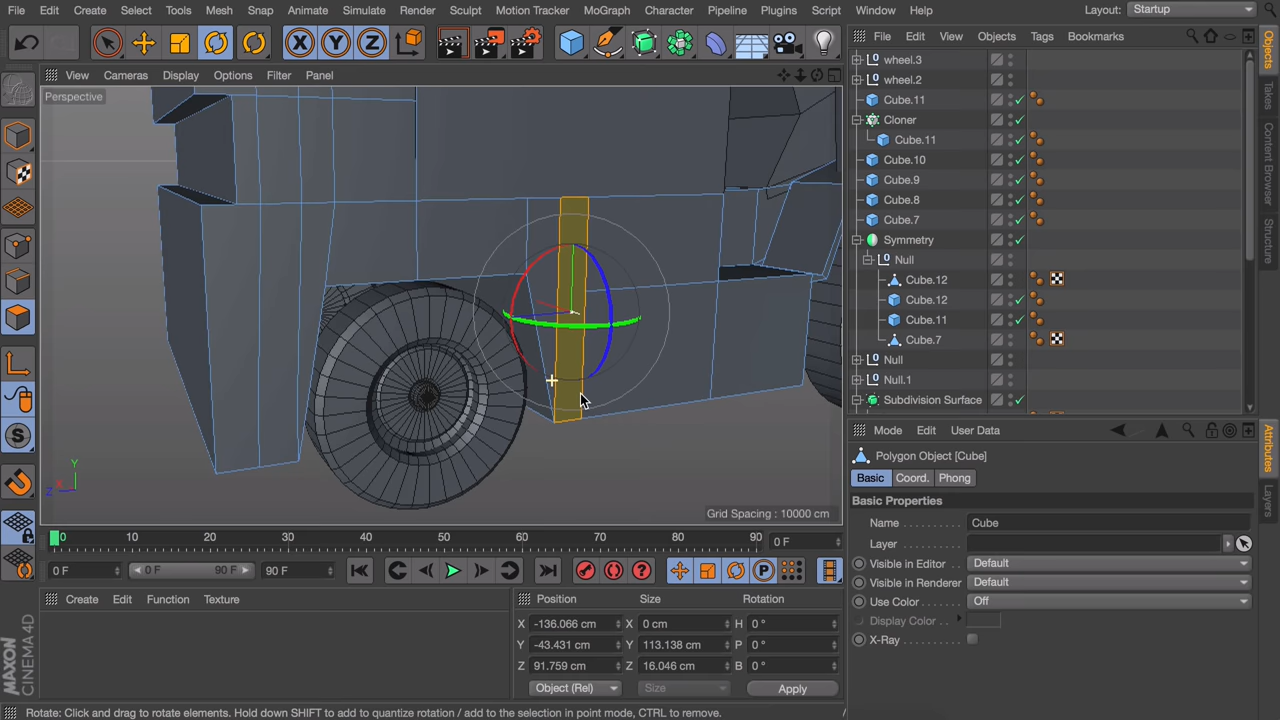 File Edit Create Select Tools Mesh Snap Animate Simulate Render Sculpt Motion Tracker MoGraph Character Pipeline Plugins Script Window Help Layout: Startup
X Y Z
File Edit View Objects Tags Bookmarks
View Cameras Display Options Filter Panel
Perspective
wheel.3
wheel.2
Cube.11
Cloner
Cube.11
Cube.10
Cube.9
Cube.8
Cube.7
Symmetry
Null
Cube.12
Cube.12
Cube.11
Cube.7
Null
Null.1
Subdivision Surface
Objects
Takes
Content Browser
Structure
Y
X
Z
Grid Spacing : 10000 cm
Mode Edit User Data
Polygon Object [Cube]
Basic Coord. Phong
Basic Properties
Name Cube
Layer
Visible in Editor Default
Visible in Renderer Default
Use Color Off
Display Color
X-Ray
Attributes
Layers
0 10 20 30 40 50 60 70 80 90 0 F
0 F 0 F 90 F 90 F
P
Create Edit Function Texture
Position Size Rotation
X -136.066 cm X 0 cm H 0 °
Y -43.431 cm Y 113.138 cm P 0 °
Z 91.759 cm Z 16.046 cm B 0 °
Object (Rel) Size Apply
MAXON
CINEMA 4D
Rotate: Click and drag to rotate elements. Hold down SHIFT to add to quantize rotation / add to the selection in point mode, CTRL to remove.